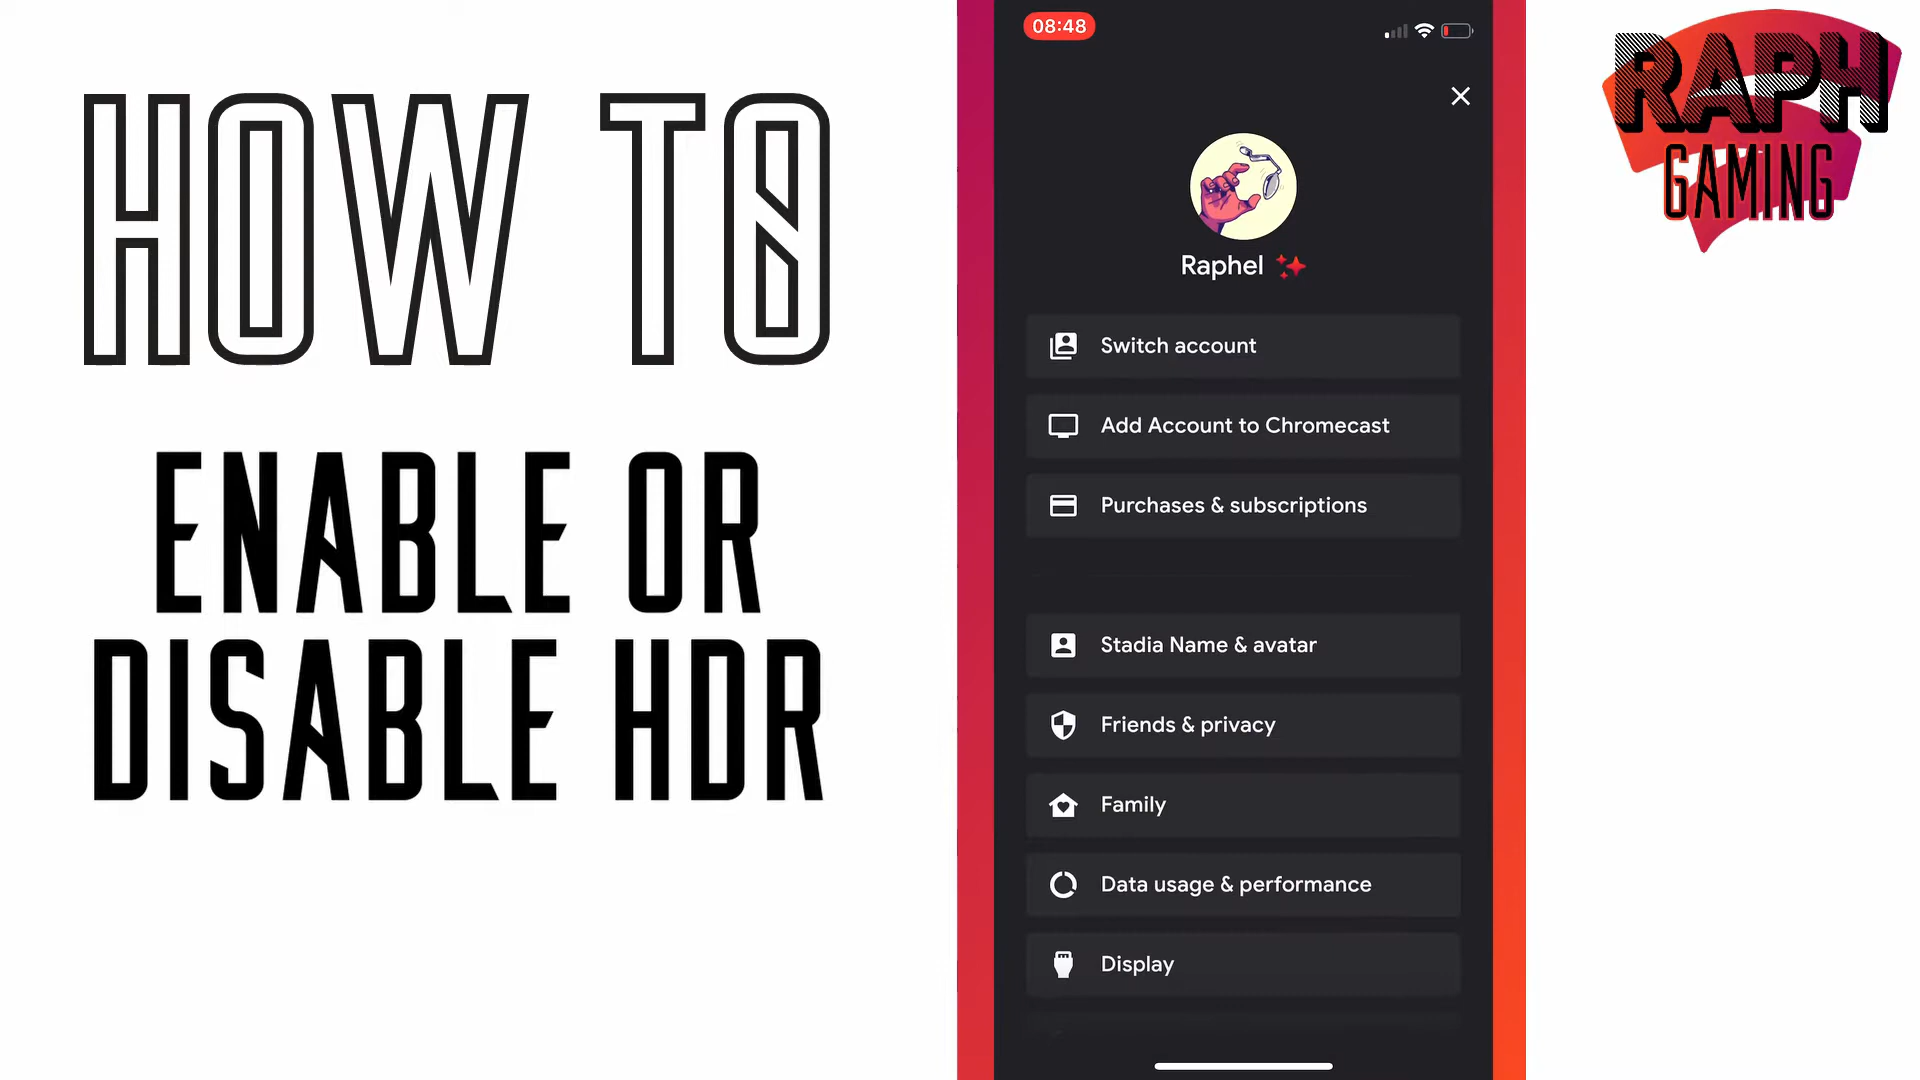 HOW TO
ENABLE OR
DISABLE HDR
08:48
Raphel
Switch account
Add Account to Chromecast
Purchases & subscriptions
Stadia Name & avatar
Friends & privacy
Family
Data usage & performance
Display
RAPH
GAMING